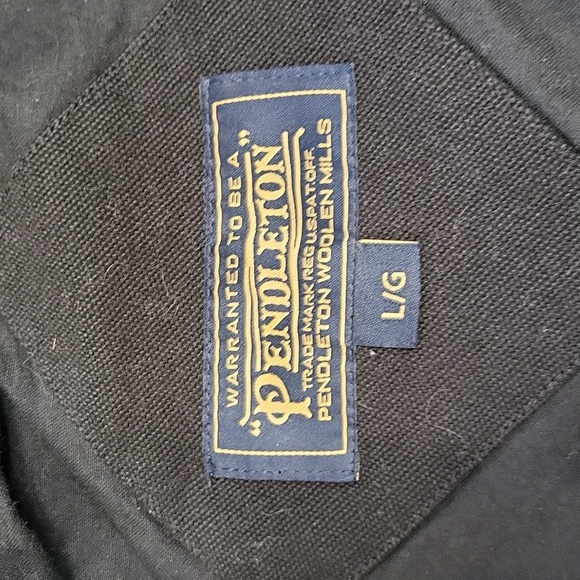 WARRANTED TO BE A
"PENDLETON"
TRADE MARK REG U.S.PAT.OFF.
PENDLETON WOOLEN MILLS
L/G